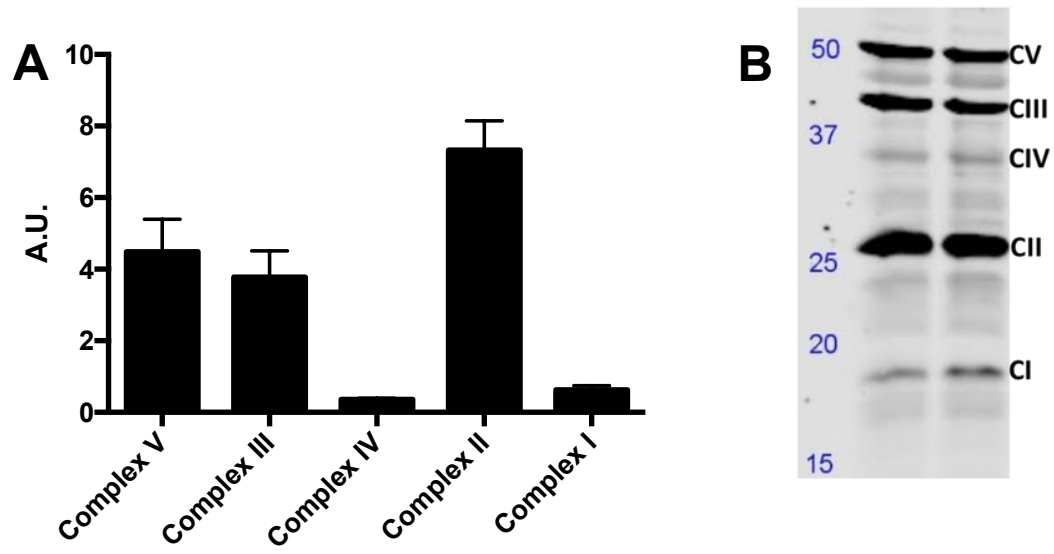 A
10
8
6
4
2
0
A.U.
Complex V
Complex III
Complex IV
Complex II
Complex I
B
50
37
25
20
15
CV
CIII
CIV
CII
CI